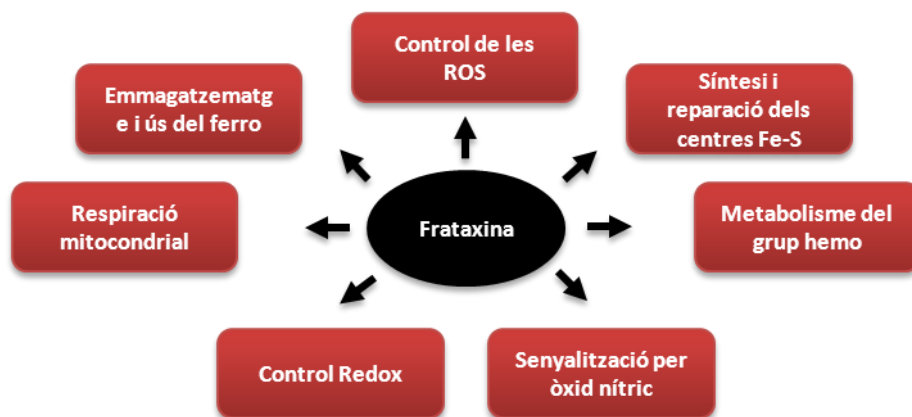 Control de les
ROS
Emmagatzematg
e i ús del ferro
Síntesi i
reparació dels
centres Fe-S
Respiració
mitocondrial
Frataxina
Metabolisme del
grup hemo
Control Redox
Senyalització per
òxid nítric